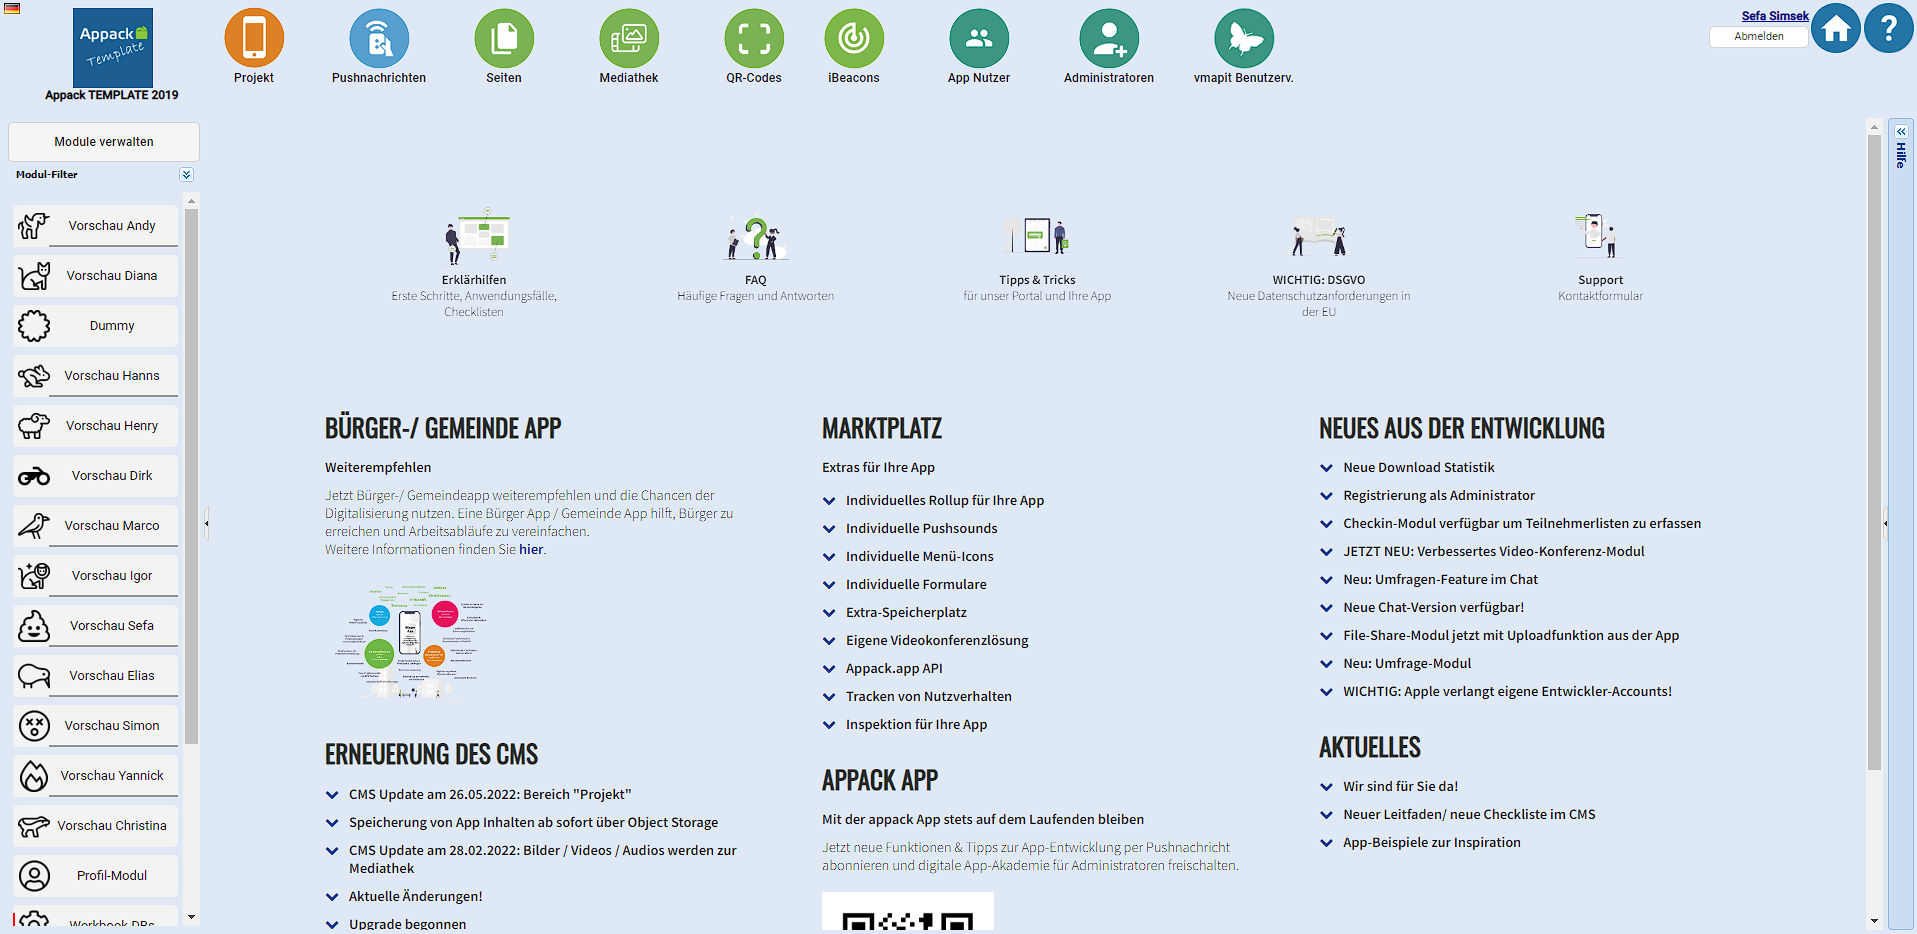 Appack
Template
Appack TEMPLATE 2019
Projekt
Pushnachrichten
Seiten
Mediathek
QR-Codes
iBeacons
App Nutzer
Administratoren
vmapit Benutzerv.
Sefa Simsek
Abmelden
?
Module verwalten
Modul-Filter
Vorschau Andy
Vorschau Diana
Dummy
Vorschau Hanns
Vorschau Henry
Vorschau Dirk
Vorschau Marco
Vorschau Igor
Vorschau Sefa
Vorschau Elias
Vorschau Simon
Vorschau Yannick
Vorschau Christina
Profil-Modul
Workbook DBs
Erklärhilfen
Erste Schritte, Anwendungsfälle,
Checklisten
FAQ
Häufige Fragen und Antworten
Tipps & Tricks
für unser Portal und Ihre App
WICHTIG: DSGVO
Neue Datenschutzanforderungen in
der EU
Support
Kontaktformular
BÜRGER-/ GEMEINDE APP
Weiterempfehlen
Jetzt Bürger-/ Gemeindeapp weiterempfehlen und die Chancen der
Digitalisierung nutzen. Eine Bürger App / Gemeinde App hilft, Bürger zu
erreichen und Arbeitsabläufe zu vereinfachen.
Weitere Informationen finden Sie hier.
ERNEUERUNG DES CMS
CMS Update am 26.05.2022: Bereich "Projekt"
Speicherung von App Inhalten ab sofort über Object Storage
CMS Update am 28.02.2022: Bilder / Videos / Audios werden zur
Mediathek
Aktuelle Änderungen!
Upgrade begonnen
MARKTPLATZ
Extras für Ihre App
Individuelles Rollup für Ihre App
Individuelle Pushsounds
Individuelle Menü-Icons
Individuelle Formulare
Extra-Speicherplatz
Eigene Videokonferenzlösung
Appack.app API
Tracken von Nutzverhalten
Inspektion für Ihre App
APPACK APP
Mit der appack App stets auf dem Laufenden bleiben
Jetzt neue Funktionen & Tipps zur App-Entwicklung per Pushnachricht
abonnieren und digitale App-Akademie für Administratoren freischalten.
NEUES AUS DER ENTWICKLUNG
Neue Download Statistik
Registrierung als Administrator
Checkin-Modul verfügbar um Teilnehmerlisten zu erfassen
JETZT NEU: Verbessertes Video-Konferenz-Modul
Neu: Umfragen-Feature im Chat
Neue Chat-Version verfügbar!
File-Share-Modul jetzt mit Uploadfunktion aus der App
Neu: Umfrage-Modul
WICHTIG: Apple verlangt eigene Entwickler-Accounts!
AKTUELLES
Wir sind für Sie da!
Neuer Leitfaden/ neue Checkliste im CMS
App-Beispiele zur Inspiration
Hilfe